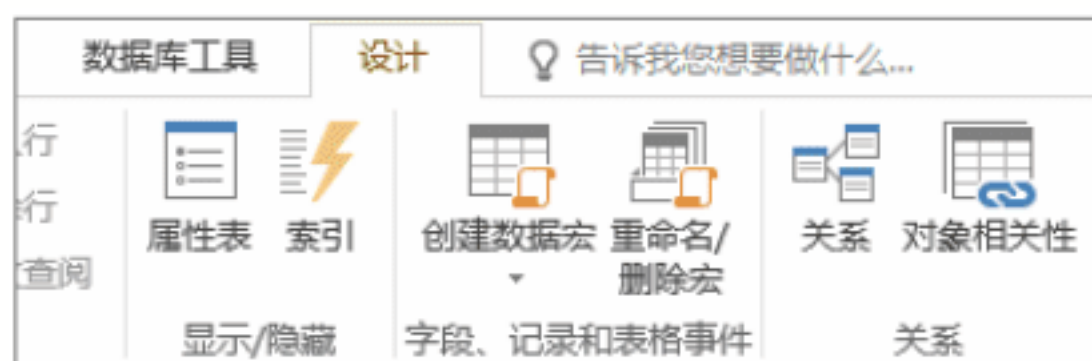 数据库工具 设计 告诉我您想要做什么...
行
行
查阅
属性表 索引 创建数据宏 重命名/
删除宏 关系 对象相关性
显示/隐藏 字段、记录和表格事件 关系